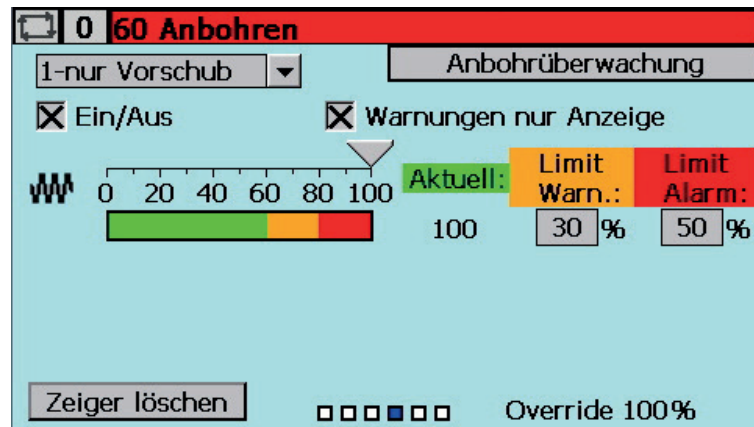 0 60 Anbohren
1-nur Vorschub Anbohrüberwachung
Ein/Aus Warnungen nur Anzeige
0 20 40 60 80 100 Aktuell: Limit Warn.: Limit Alarm:
100 30 % 50 %
Zeiger löschen Override 100%